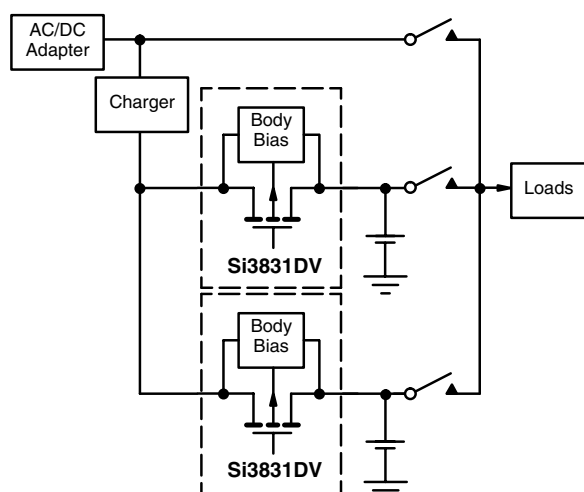 AC/DC
Adapter
Charger
Body
Bias
Loads
Si3831DV
Body
Bias
Si3831DV